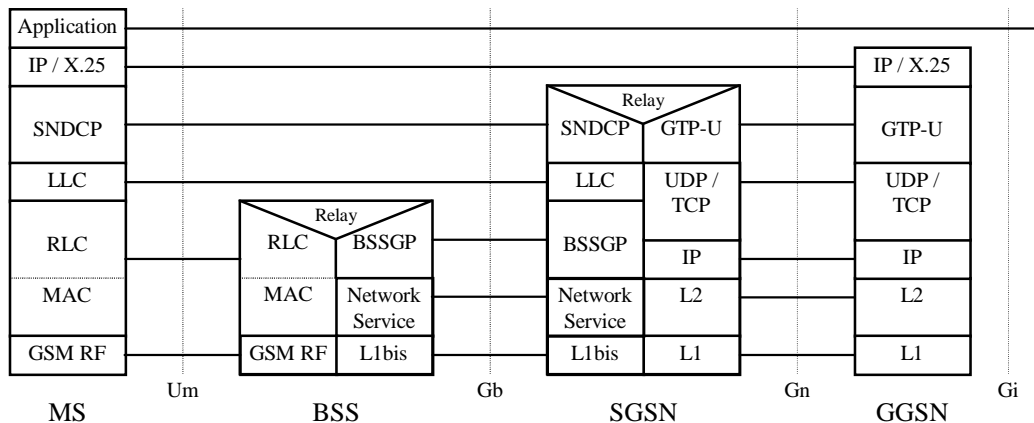 Application
IP / X.25
IP / X.25
Relay
SNDCP
SNDCP
GTP-U
GTP-U
LLC
LLC
UDP /
TCP
UDP /
TCP
Relay
RLC
RLC
BSSGP
BSSGP
IP
IP
MAC
MAC
Network
Service
Network
Service
L2
L2
GSM RF
GSM RF
L1bis
L1bis
L1
L1
Um
Gb
Gn
Gi
MS
BSS
SGSN
GGSN